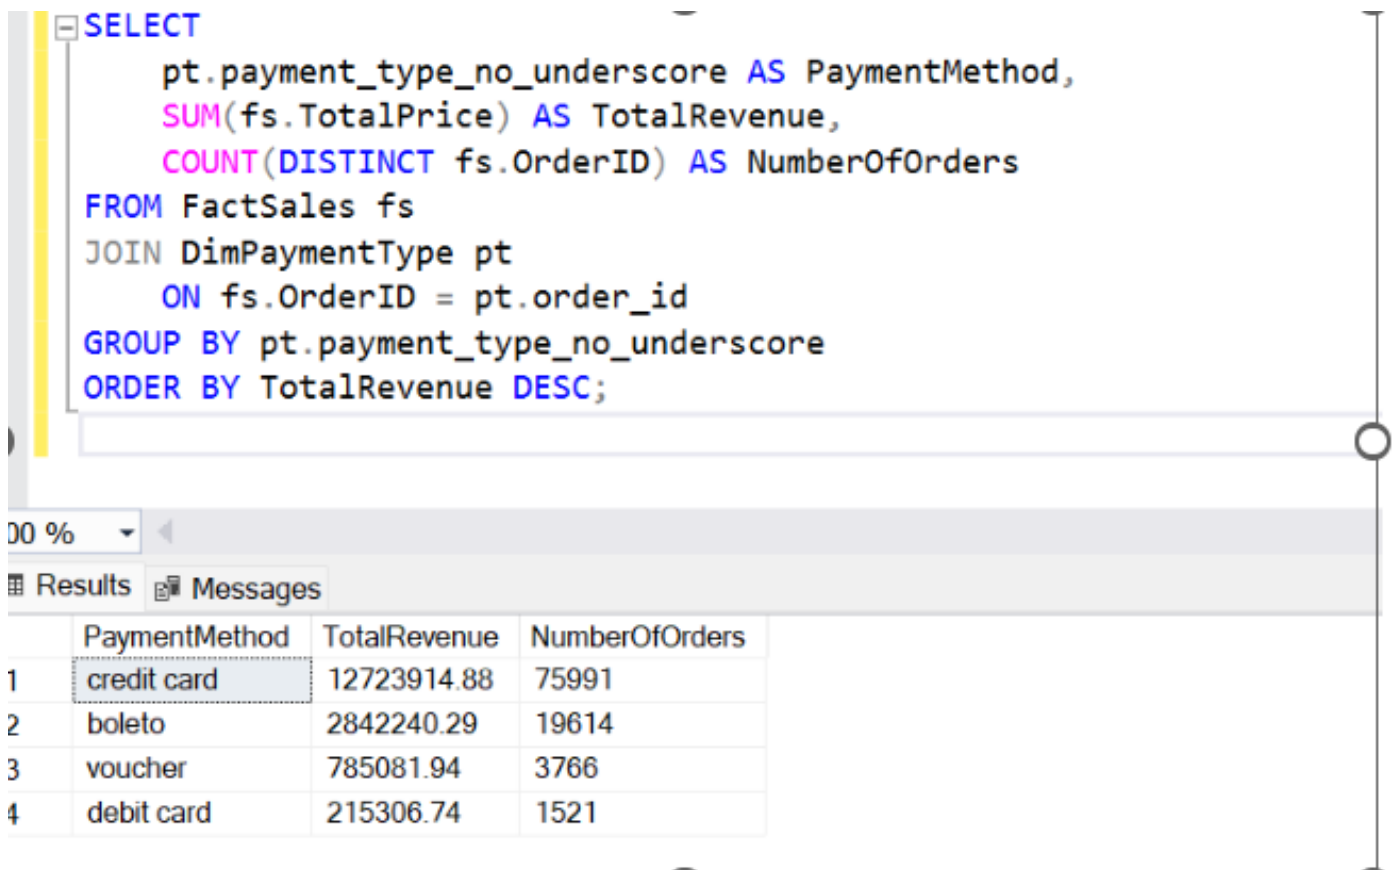 SELECT
pt.payment_type_no_underscore AS PaymentMethod,
SUM(fs.TotalPrice) AS TotalRevenue,
COUNT(DISTINCT fs.OrderID) AS NumberOfOrders
FROM FactSales fs
JOIN DimPaymentType pt
ON fs.OrderID = pt.order_id
GROUP BY pt.payment_type_no_underscore
ORDER BY TotalRevenue DESC;
00 %
Results Messages
PaymentMethod TotalRevenue NumberOfOrders
1 credit card 12723914.88 75991
2 boleto 2842240.29 19614
3 voucher 785081.94 3766
4 debit card 215306.74 1521